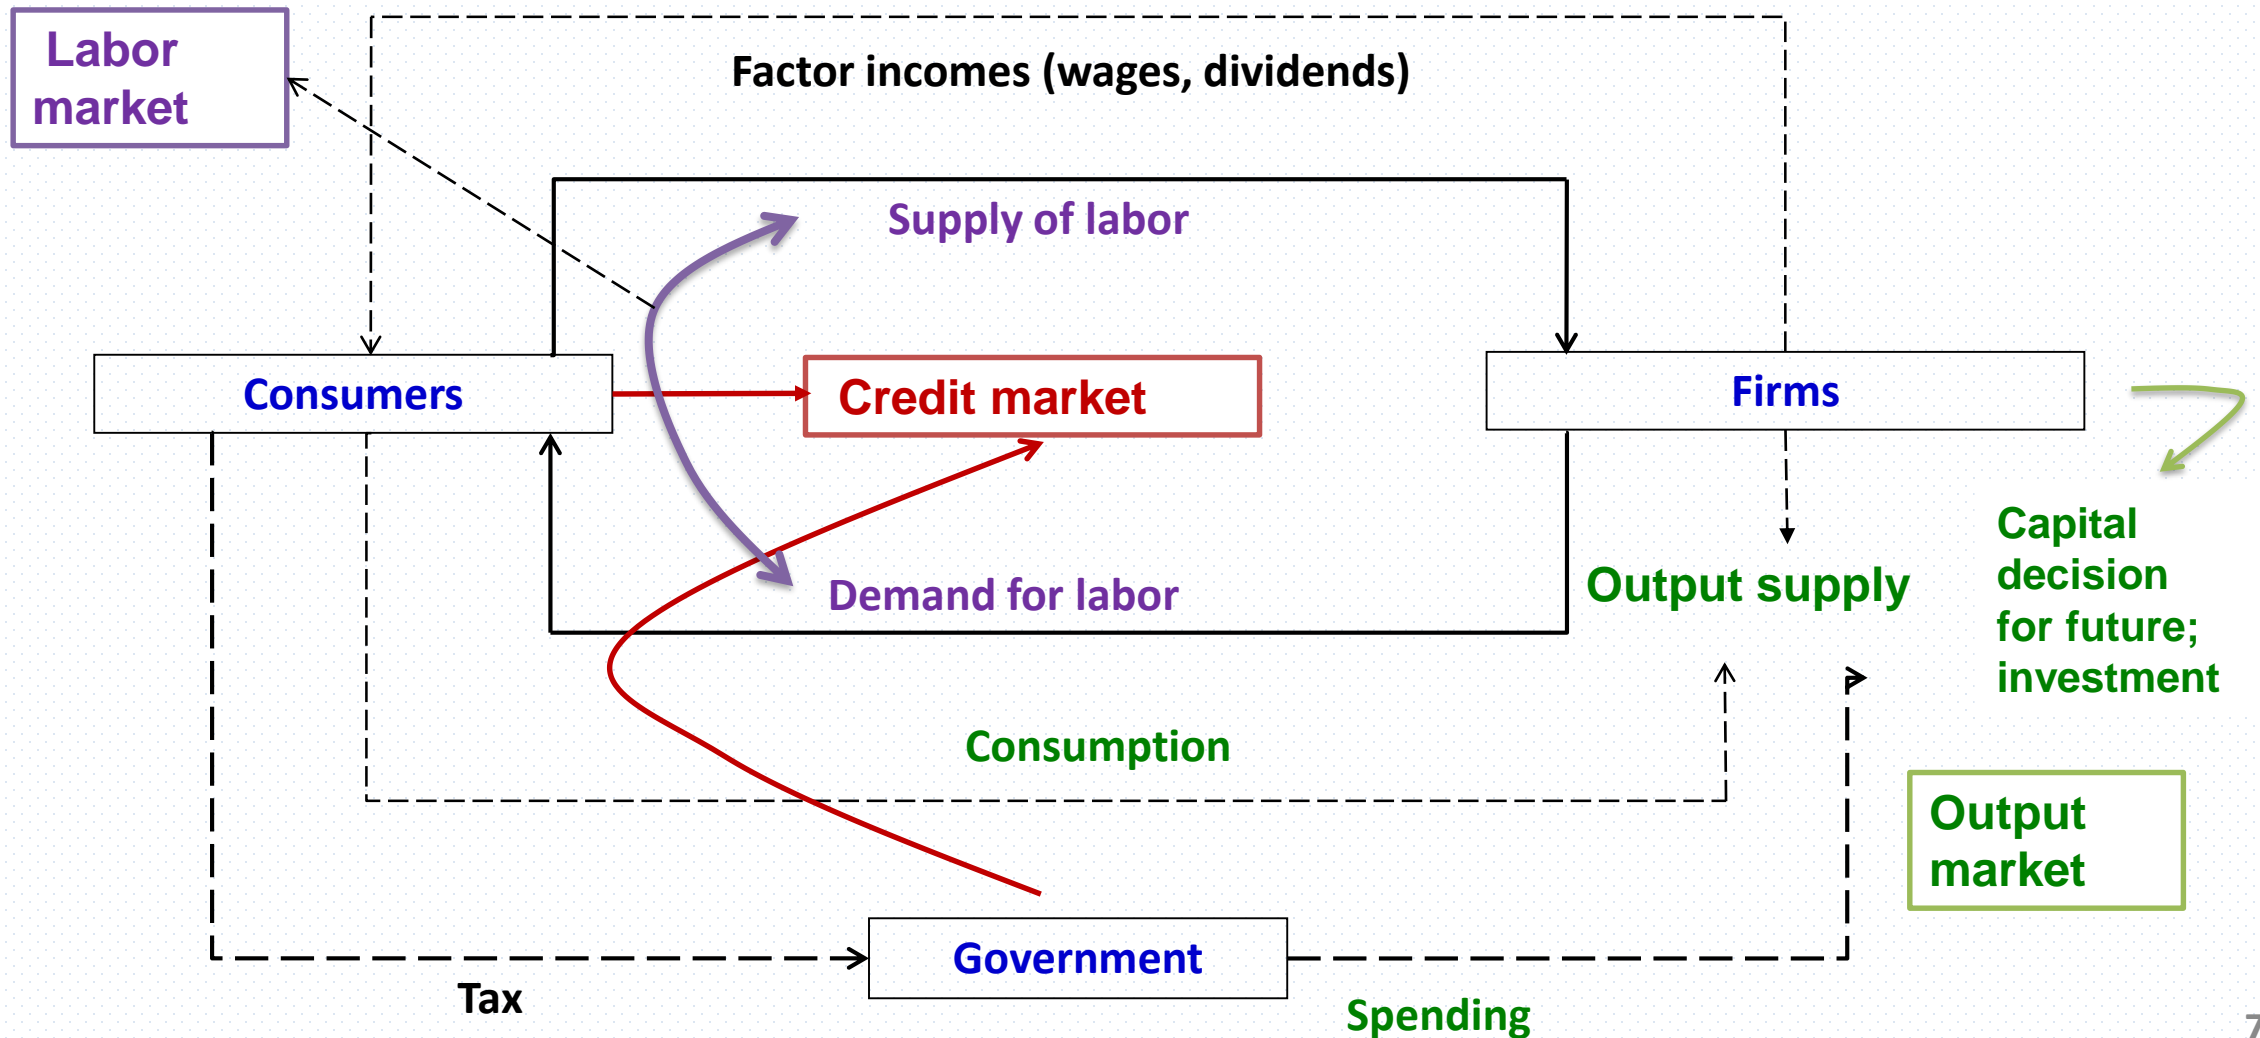 Labor
market
Factor incomes (wages, dividends)
Supply of labor
Consumers
Credit market
Firms
Capital
decision
for future;
investment
Output supply
Demand for labor
Consumption
Output
market
Government
Tax
Spending
7